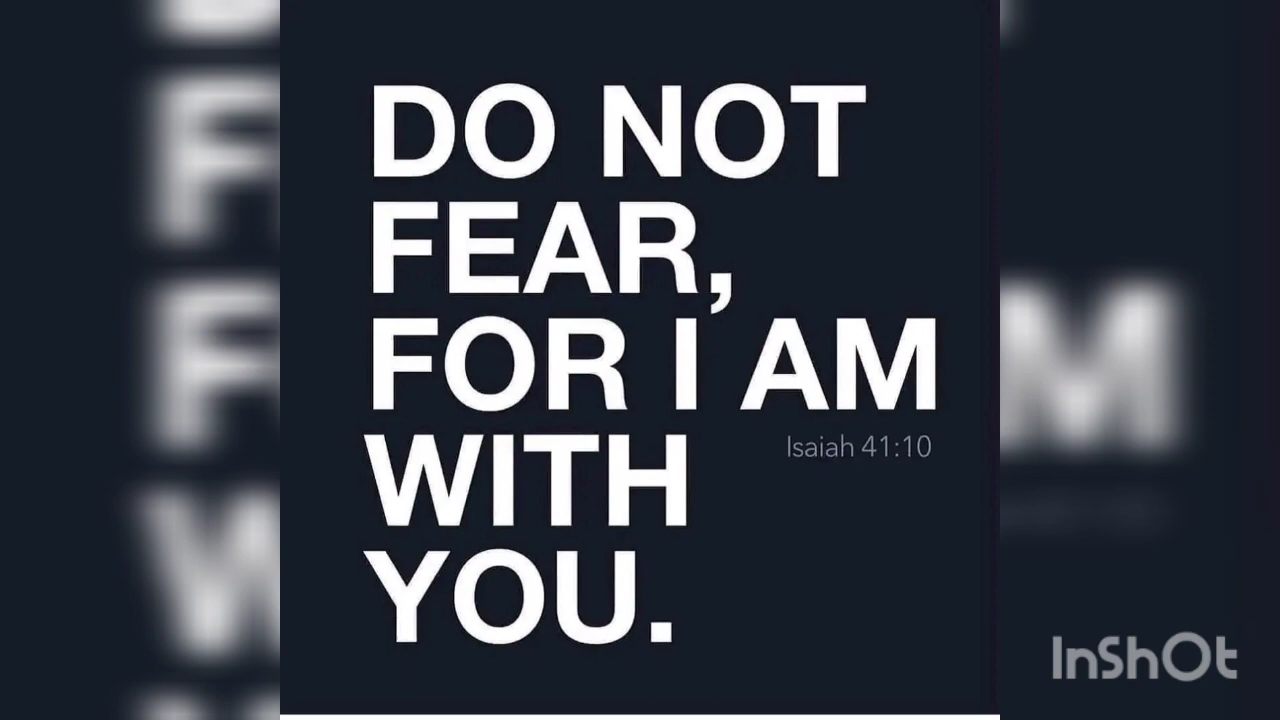 DO NOT
FEAR,
FOR I AM
Isaiah 41:10
WITH
YOU.
InShOt